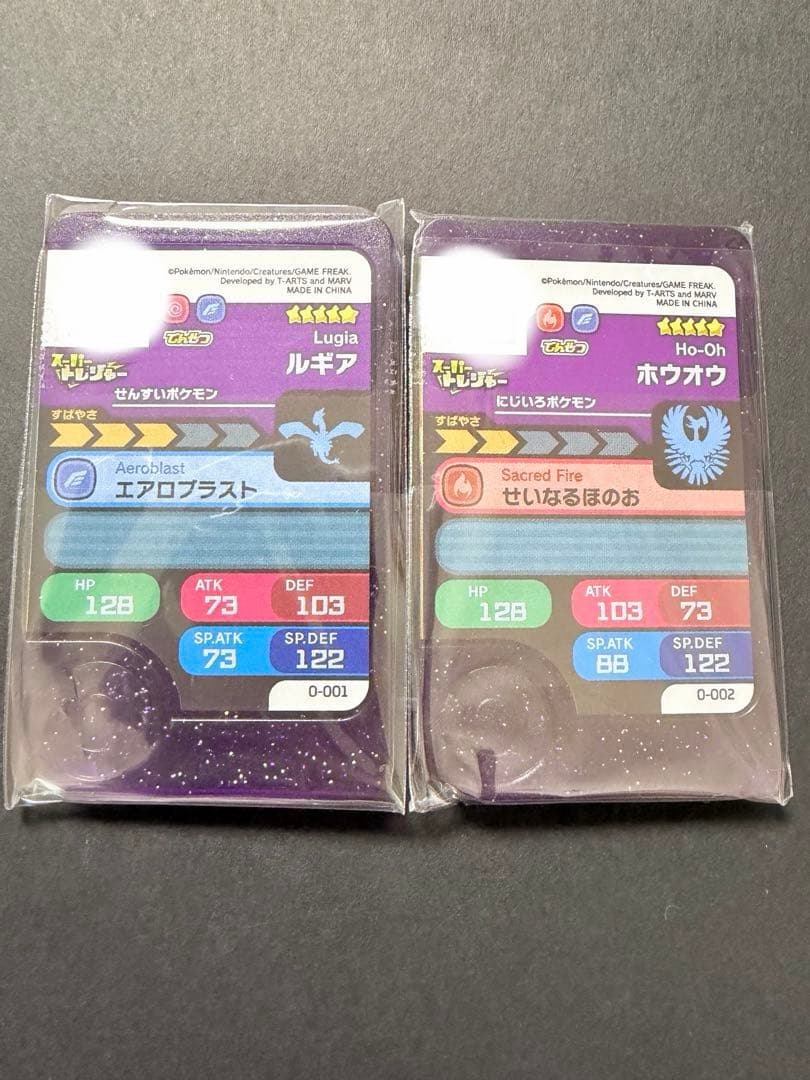 ©Pokémon/Nintendo/Creatures/GAME FREAK.
Developed by T-ARTS and MARV
MADE IN CHINA
でんせつ
Lugia
スーパー
トレジャー
ルギア
せんすいポケモン
すばやさ
Aeroblast
エアロブラスト
HP
128
ATK
73
DEF
103
SP.ATK
73
SP.DEF
122
0-001
©Pokémon/Nintendo/Creatures/GAME FREAK.
Developed by T-ARTS and MARV
MADE IN CHINA
でんせつ
Ho-Oh
スーパー
トレジャー
ホウオウ
にじいろポケモン
すばやさ
Sacred Fire
せいなるほのお
HP
128
ATK
103
DEF
73
SP.ATK
88
SP.DEF
122
0-002